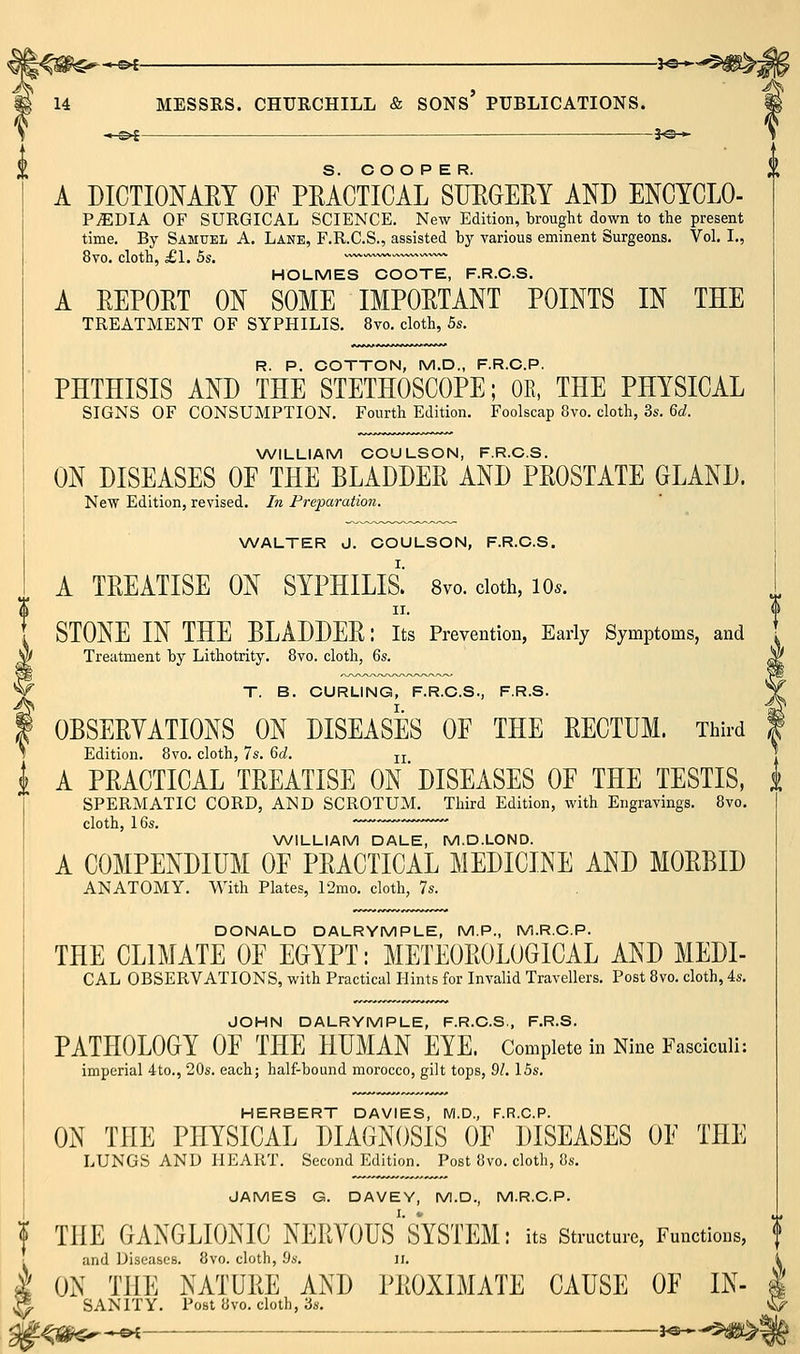 14 MESSRS. CHURCHILL & SONS' PUBLICATIONS.
S. COOPER.
A DICTIONARY OF PRACTICAL SURGERY AND ENCYCLO-
PÆDIA OF SURGICAL SCIENCE. New Edition, brought down to the present
time. By SAMUEL A. LANE, F.R.C.S., assisted by various eminent Surgeons. Vol. I.,
8vo. cloth, £1. 5s.
HOLMES COOTE, F.R.C.S.
A REPORT ON SOME IMPORTANT POINTS IN THE
TREATMENT OF SYPHILIS. 8vo. cloth, 5s.
R. P. COTTON, M.D., F.R.C.P.
PHTHISIS AND THE STETHOSCOPE; OR, THE PHYSICAL
SIGNS OF CONSUMPTION. Fourth Edition. Foolscap 8vo. cloth, 3s. 6d.
WILLIAM COULSON, F.R.C.S.
ON DISEASES OF THE BLADDER AND PROSTATE GLAND.
New Edition, revised. In Preparation.
WALTER J. COULSON, F.R.C.S.
I.
A TREATISE ON SYPHILIS. 8vo. cloth, 10s.
II.
STONE IN THE BLADDER: Its Prevention, Early Symptoms, and
Treatment by Lithotrity. 8vo. cloth, 6s.
T. B. CURLING, F.R.C.S., F.R.S.
I.
OBSERVATIONS ON DISEASES OF THE RECTUM. Third
Edition. 8vo. cloth, 7s. 6d.
II.
A PRACTICAL TREATISE ON DISEASES OF THE TESTIS,
SPERMATIC CORD, AND SCROTUM. Third Edition, with Engravings. 8vo.
cloth, 16s.
WILLIAM DALE, M.D.LOND.
A COMPENDIUM OF PRACTICAL MEDICINE AND MORBID
ANATOMY. With Plates, 12mo. cloth, 7s.
DONALD DALRYMPLE, M.P., M.R.C.P.
THE CLIMATE OF EGYPT: METEOROLOGICAL AND MEDI-
CAL OBSERVATIONS, with Practical Hints for Invalid Travellers. Post 8vo. cloth, 4s.
JOHN DALRYMPLE, F.R.C.S., F.R.S.
PATHOLOGY OF THE HUMAN EYE. Complete in Nine Fasciculi:
imperial 4to., 20s. each; half-bound morocco, gilt tops, 9l. 15s.
HERBERT DAVIES, M.D., F.R.C.P.
ON THE PHYSICAL DIAGNOSIS OF DISEASES OF THE
LUNGS AND HEART. Second Edition. Post 8vo. cloth, 8s.
JAMES G. DAVEY, M.D., M.R.C.P.
I.
THE GANGLIONIC NERVOUS SYSTEM: its Structure, Functions,
and Diseases. 8vo. cloth, 9s.
II.
ON THE NATURE AND PROXIMATE CAUSE OF IN-
SANITY. Post 8vo. cloth, 3s.